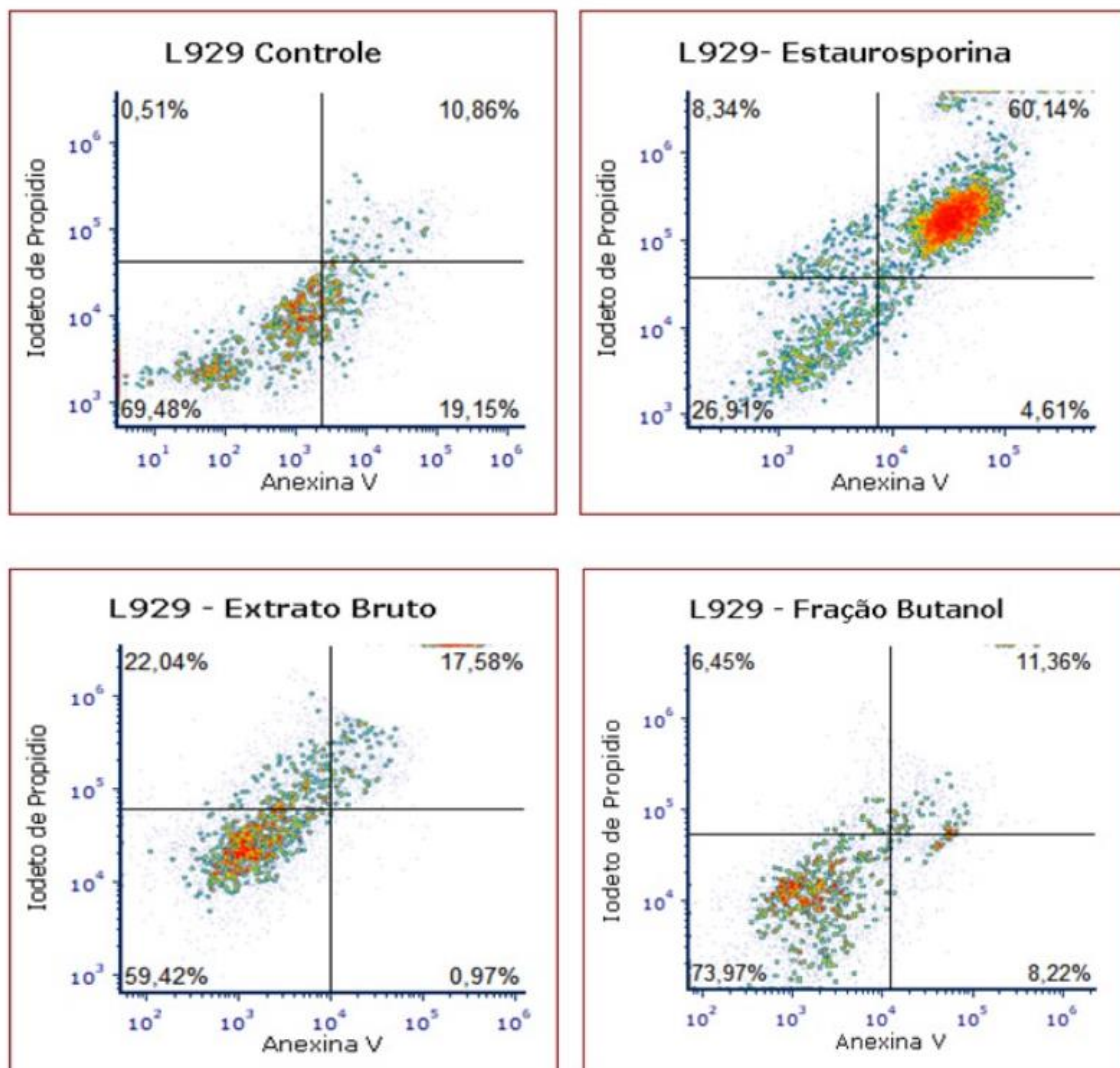 L929 Controle
0,51%
10,86%
10⁶
10⁵
10⁴
10³
Iodeto de Propidio
69,48%
19,15%
10¹ 10² 10³ 10⁴ 10⁵ 10⁶
Anexina V
L929- Estaurosporina
8,34%
60,14%
10⁶
10⁵
10⁴
10³
Iodeto de Propidio
26,91%
4,61%
10³ 10⁴ 10⁵
Anexina V
L929 - Extrato Bruto
22,04%
17,58%
10⁶
10⁵
10⁴
10³
Iodeto de Propidio
59,42%
0,97%
10² 10³ 10⁴ 10⁵ 10⁶
Anexina V
L929 - Fração Butanol
6,45%
11,36%
10⁶
10⁵
10⁴
Iodeto de Propidio
73,97%
8,22%
10² 10³ 10⁴ 10⁵ 10⁶
Anexina V